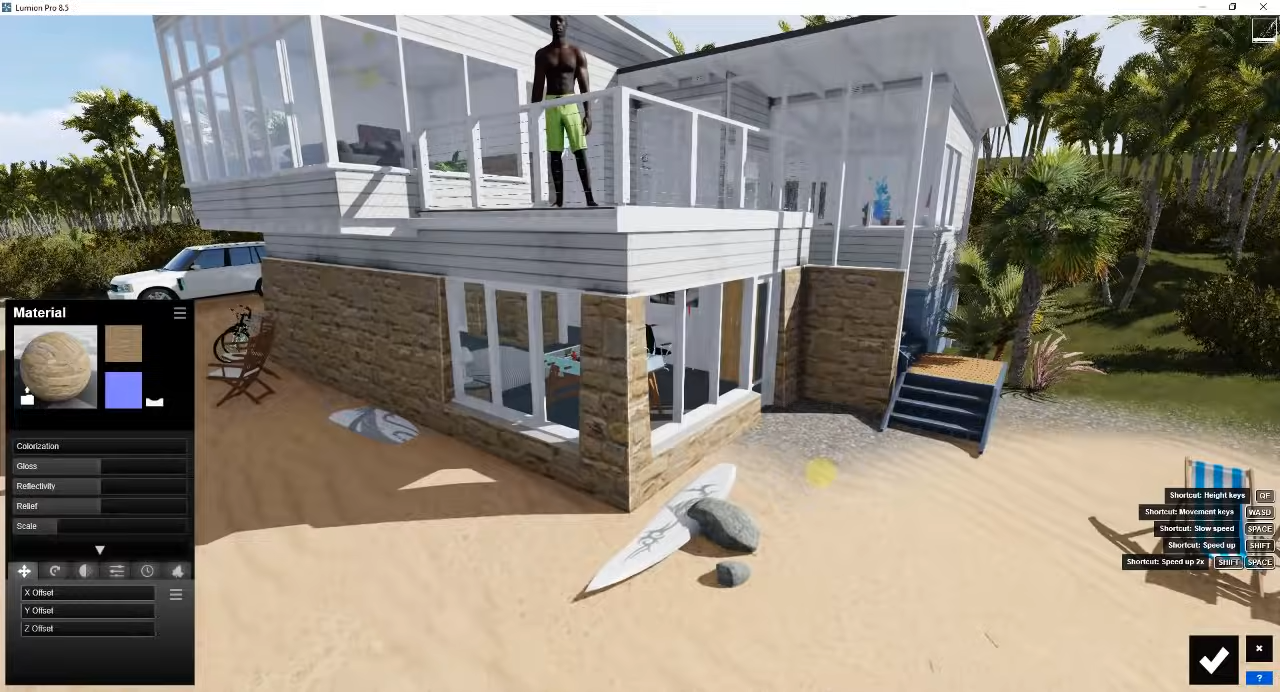 Lumion Pro 8.5
Material
Colorization
Gloss
Reflectivity
Relief
Scale
X Offset
Y Offset
Z Offset
Shortcut: Height keys QE
Shortcut: Movement keys WASD
Shortcut: Slow speed SPACE
Shortcut: Speed up SHIFT
Shortcut: Speed up 2x SHIFT SPACE
?